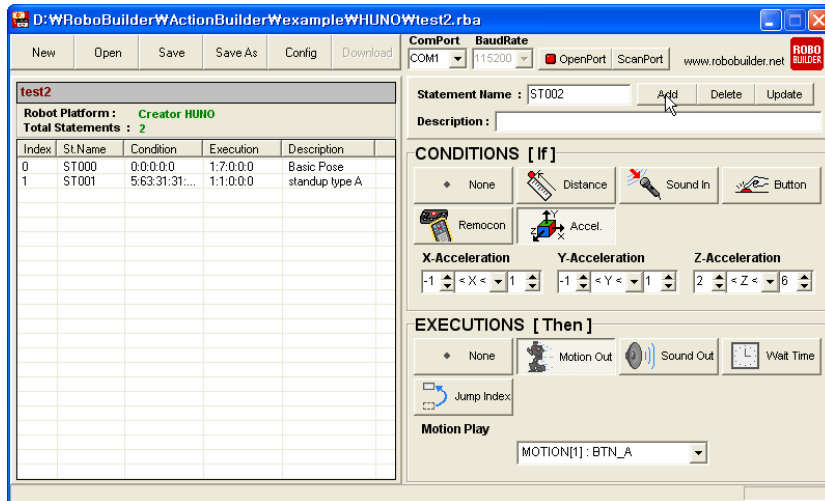 D:₩RoboBuilder₩ActionBuilder₩example₩HUNO₩test2.rba
New Open Save Save As Config Download
ComPort BaudRate
COM1 115200 OpenPort ScanPort www.robobuilder.net ROBO BUILDER
test2
Robot Platform : Creator HUNO
Total Statements : 2
Index St.Name Condition Execution Description
0 ST000 0:0:0:0:0 1:7:0:0:0 Basic Pose
1 ST001 5:63:31:31:... 1:1:0:0:0 standup type A
Statement Name : ST002 Add Delete Update
Description :
CONDITIONS [ If ]
None Distance Sound In Button
Remocon Accel.
X-Acceleration Y-Acceleration Z-Acceleration
-1 < X < 1 -1 < Y < 1 2 < Z < 6
EXECUTIONS [ Then ]
None Motion Out Sound Out Wait Time
Jump Index
Motion Play
MOTION[1] : BTN_A